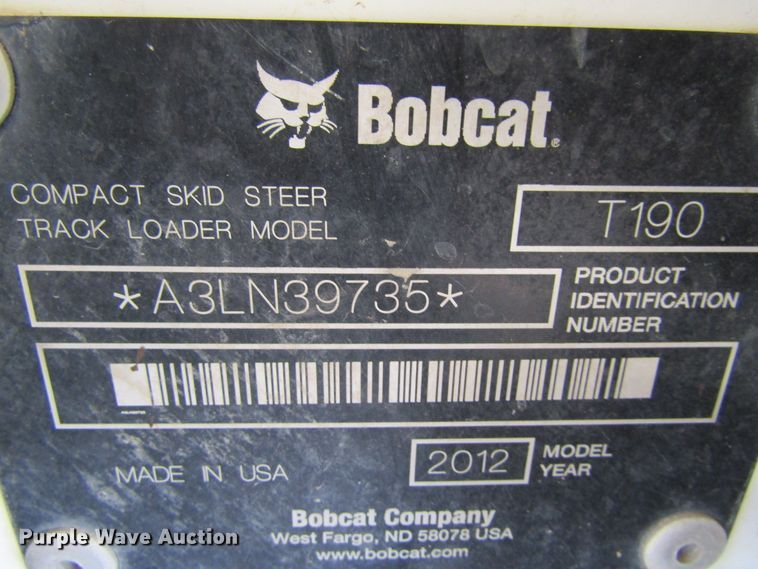 Bobcat®
COMPACT SKID STEER
TRACK LOADER MODEL
T190
*A3LN39735*
PRODUCT
IDENTIFICATION
NUMBER
MADE IN USA
2012
MODEL
YEAR
Bobcat Company
West Fargo, ND 58078 USA
www.bobcat.com
Purple Wave Auction